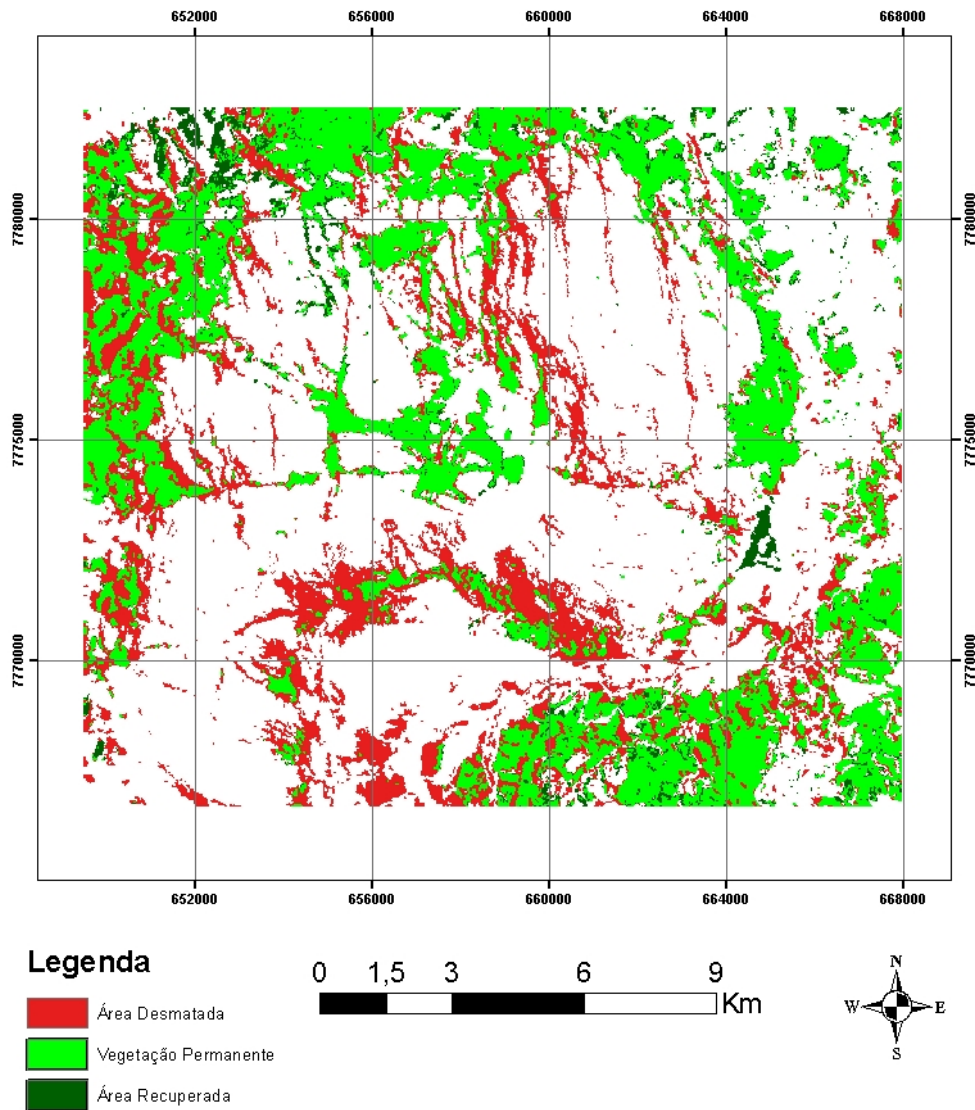 652000 656000 660000 664000 668000
7780000 7780000
7775000 7775000
7770000 7770000
652000 656000 660000 664000 668000
Legenda
Área Desmatada
Vegetação Permanente
Área Recuperada
0 1,5 3 6 9
Km
N
W E
S